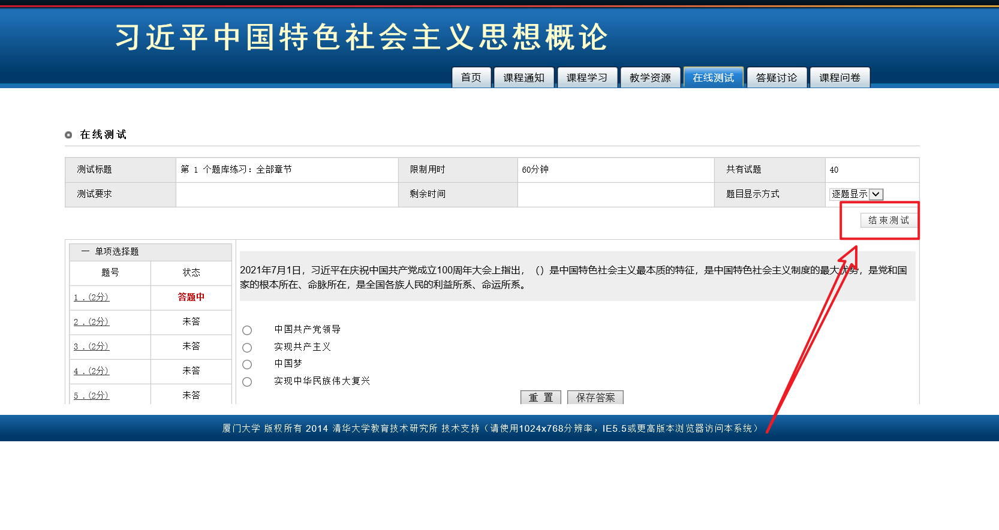 习近平中国特色社会主义思想概论
首页 课程通知 课程学习 教学资源 在线测试 答疑讨论 课程问卷
在线测试
测试标题 第 1 个题库练习：全部章节 限制用时 60分钟 共有试题 40
测试要求 剩余时间 题目显示方式 逐题显示
结束测试
一 单项选择题
题号 状态
1 .(2分) 答题中
2 .(2分) 未答
3 .(2分) 未答
4 .(2分) 未答
5 .(2分) 未答
2021年7月1日，习近平在庆祝中国共产党成立100周年大会上指出，（）是中国特色社会主义最本质的特征，是中国特色社会主义制度的最大优势，是党和国
家的根本所在、命脉所在，是全国各族人民的利益所系、命运所系。
中国共产党领导
实现共产主义
中国梦
实现中华民族伟大复兴
重 置 保存答案
厦门大学 版权所有 2014 清华大学教育技术研究所 技术支持（请使用1024x768分辨率，IE5.5或更高版本浏览器访问本系统）